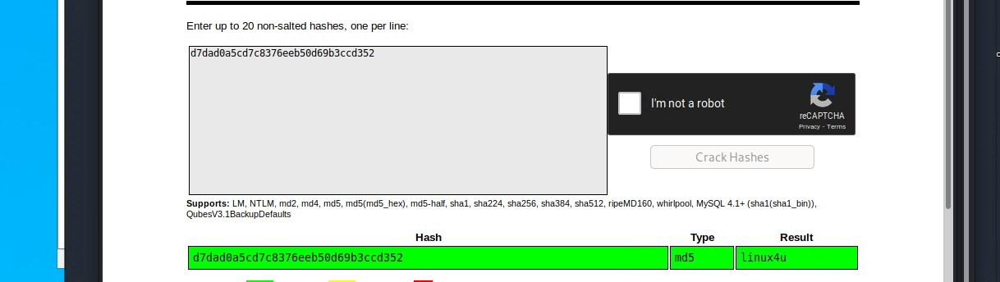 Enter up to 20 non-salted hashes, one per line:
d7dad0a5cd7c8376eeb50d69b3ccd352
I'm not a robot
reCAPTCHA
Privacy - Terms
Crack Hashes
Supports: LM, NTLM, md2, md4, md5, md5(md5_hex), md5-half, sha1, sha224, sha256, sha384, sha512, ripeMD160, whirlpool, MySQL 4.1+ (sha1(sha1_bin)),
QubesV3.1BackupDefaults
Hash Type Result
d7dad0a5cd7c8376eeb50d69b3ccd352 md5 linux4u